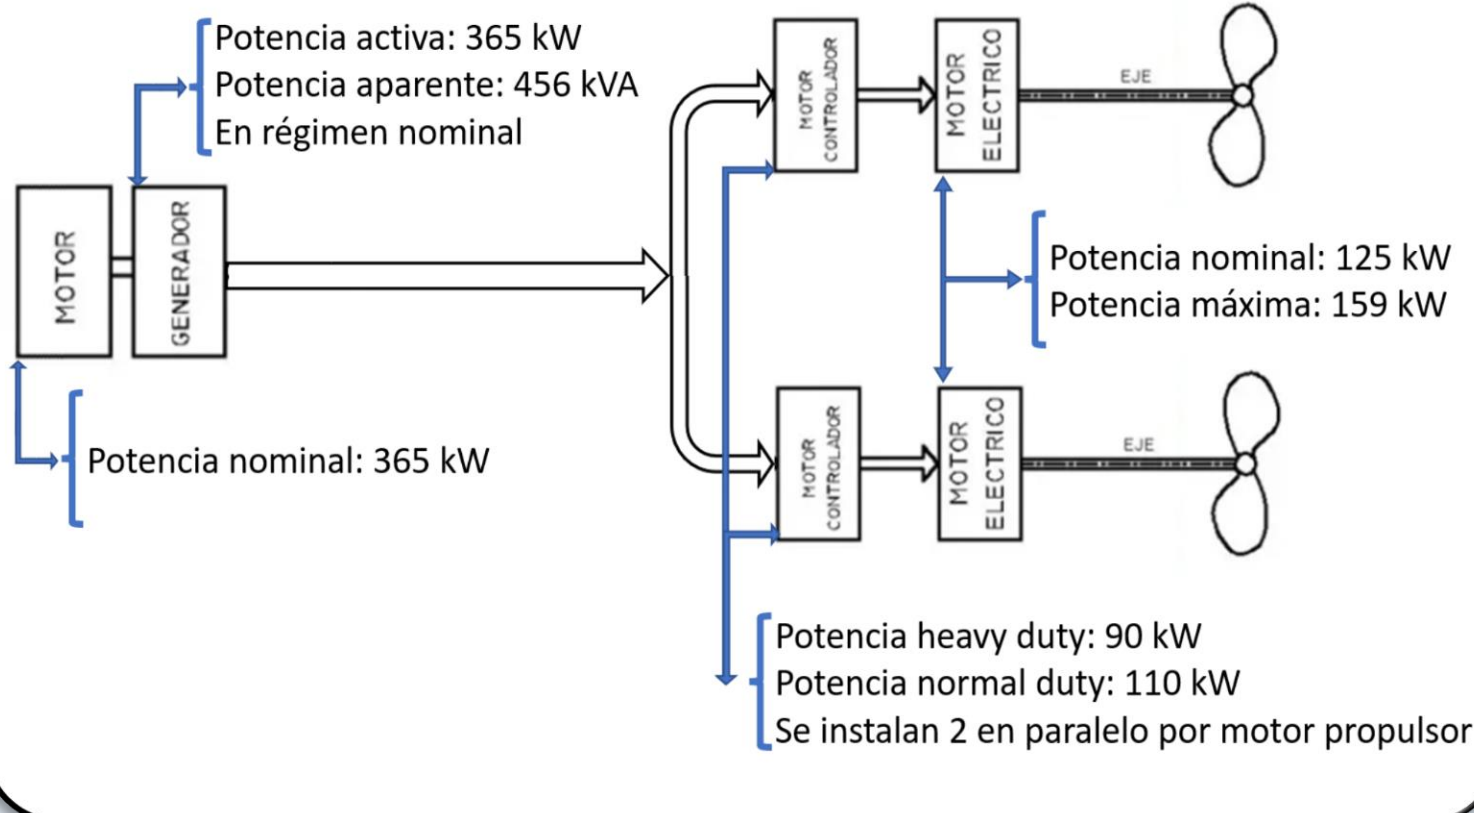 Potencia activa: 365 kW
Potencia aparente: 456 kVA
En régimen nominal
MOTOR
GENERADOR
Potencia nominal: 365 kW
MOTOR
CONTROLADOR
MOTOR
ELECTRICO
EJE
Potencia nominal: 125 kW
Potencia máxima: 159 kW
MOTOR
CONTROLADOR
MOTOR
ELECTRICO
EJE
Potencia heavy duty: 90 kW
Potencia normal duty: 110 kW
Se instalan 2 en paralelo por motor propulsor